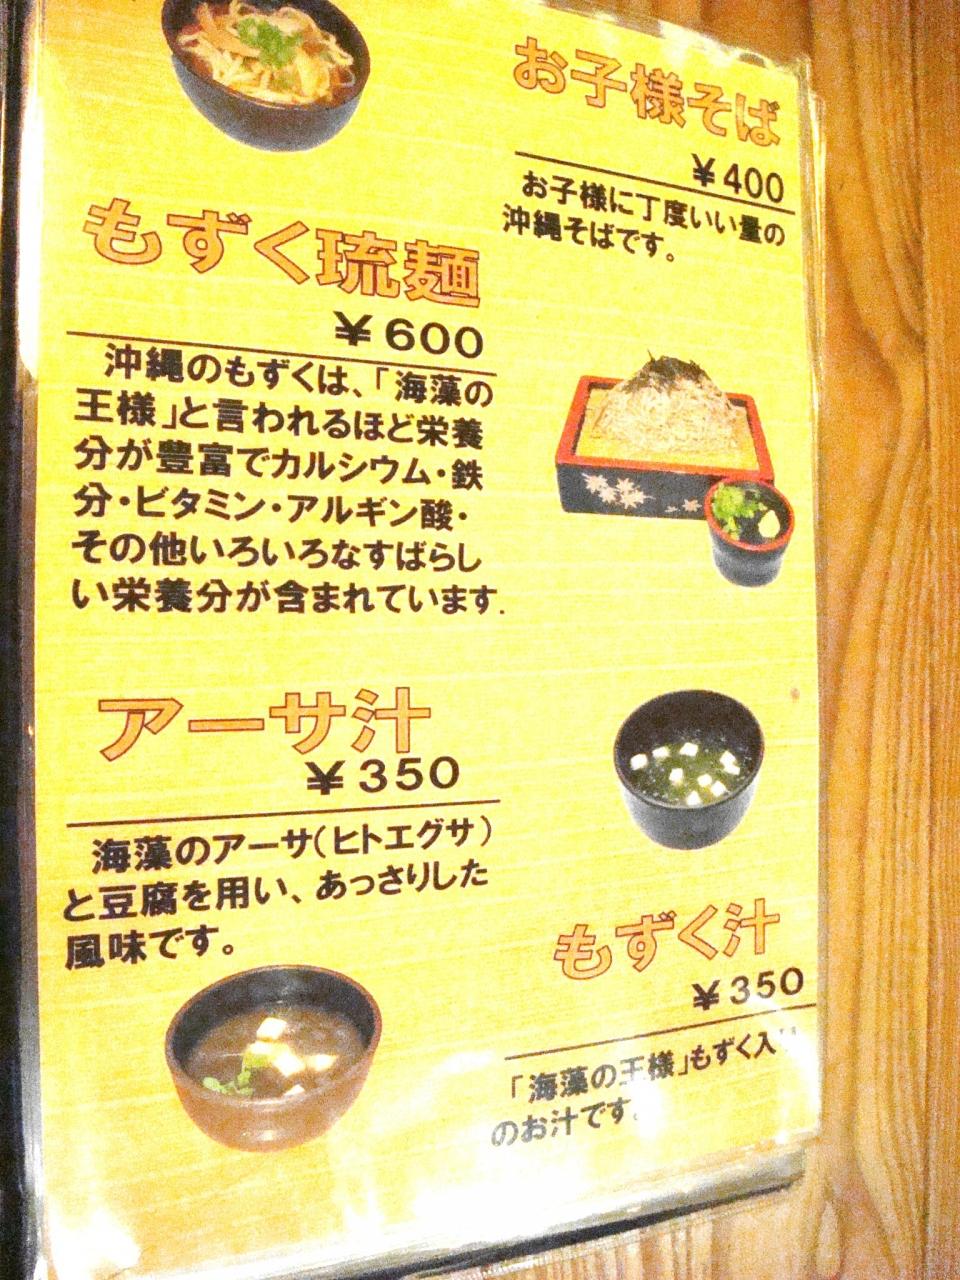 お子様そば
¥400
お子様に丁度いい量の
沖縄そばです。
もずく琉麺
¥600
沖縄のもずくは、「海藻の
王様」と言われるほど栄養
分が豊富でカルシウム・鉄
分・ビタミン・アルギン酸・
その他いろいろなすばらし
い栄養分が含まれています.
アーサ汁
¥350
海藻のアーサ(ヒトエグサ)
と豆腐を用い、あっさりした
風味です。
もずく汁
¥350
「海藻の王様」もずく入り
のお汁です。